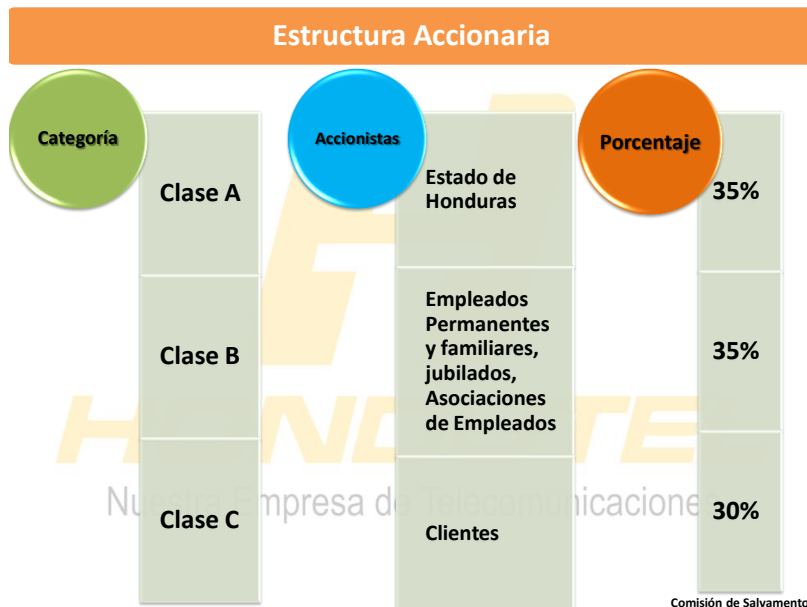 Estructura Accionaria
Categoría
Accionistas
Porcentaje
Clase A
Estado de
Honduras
35%
Clase B
Empleados
Permanentes
y familiares,
jubilados,
Asociaciones
de Empleados
35%
Clase C
Clientes
30%
HONDUTEL
Nuestra Empresa de Telecomunicaciones
Comisión de Salvamento